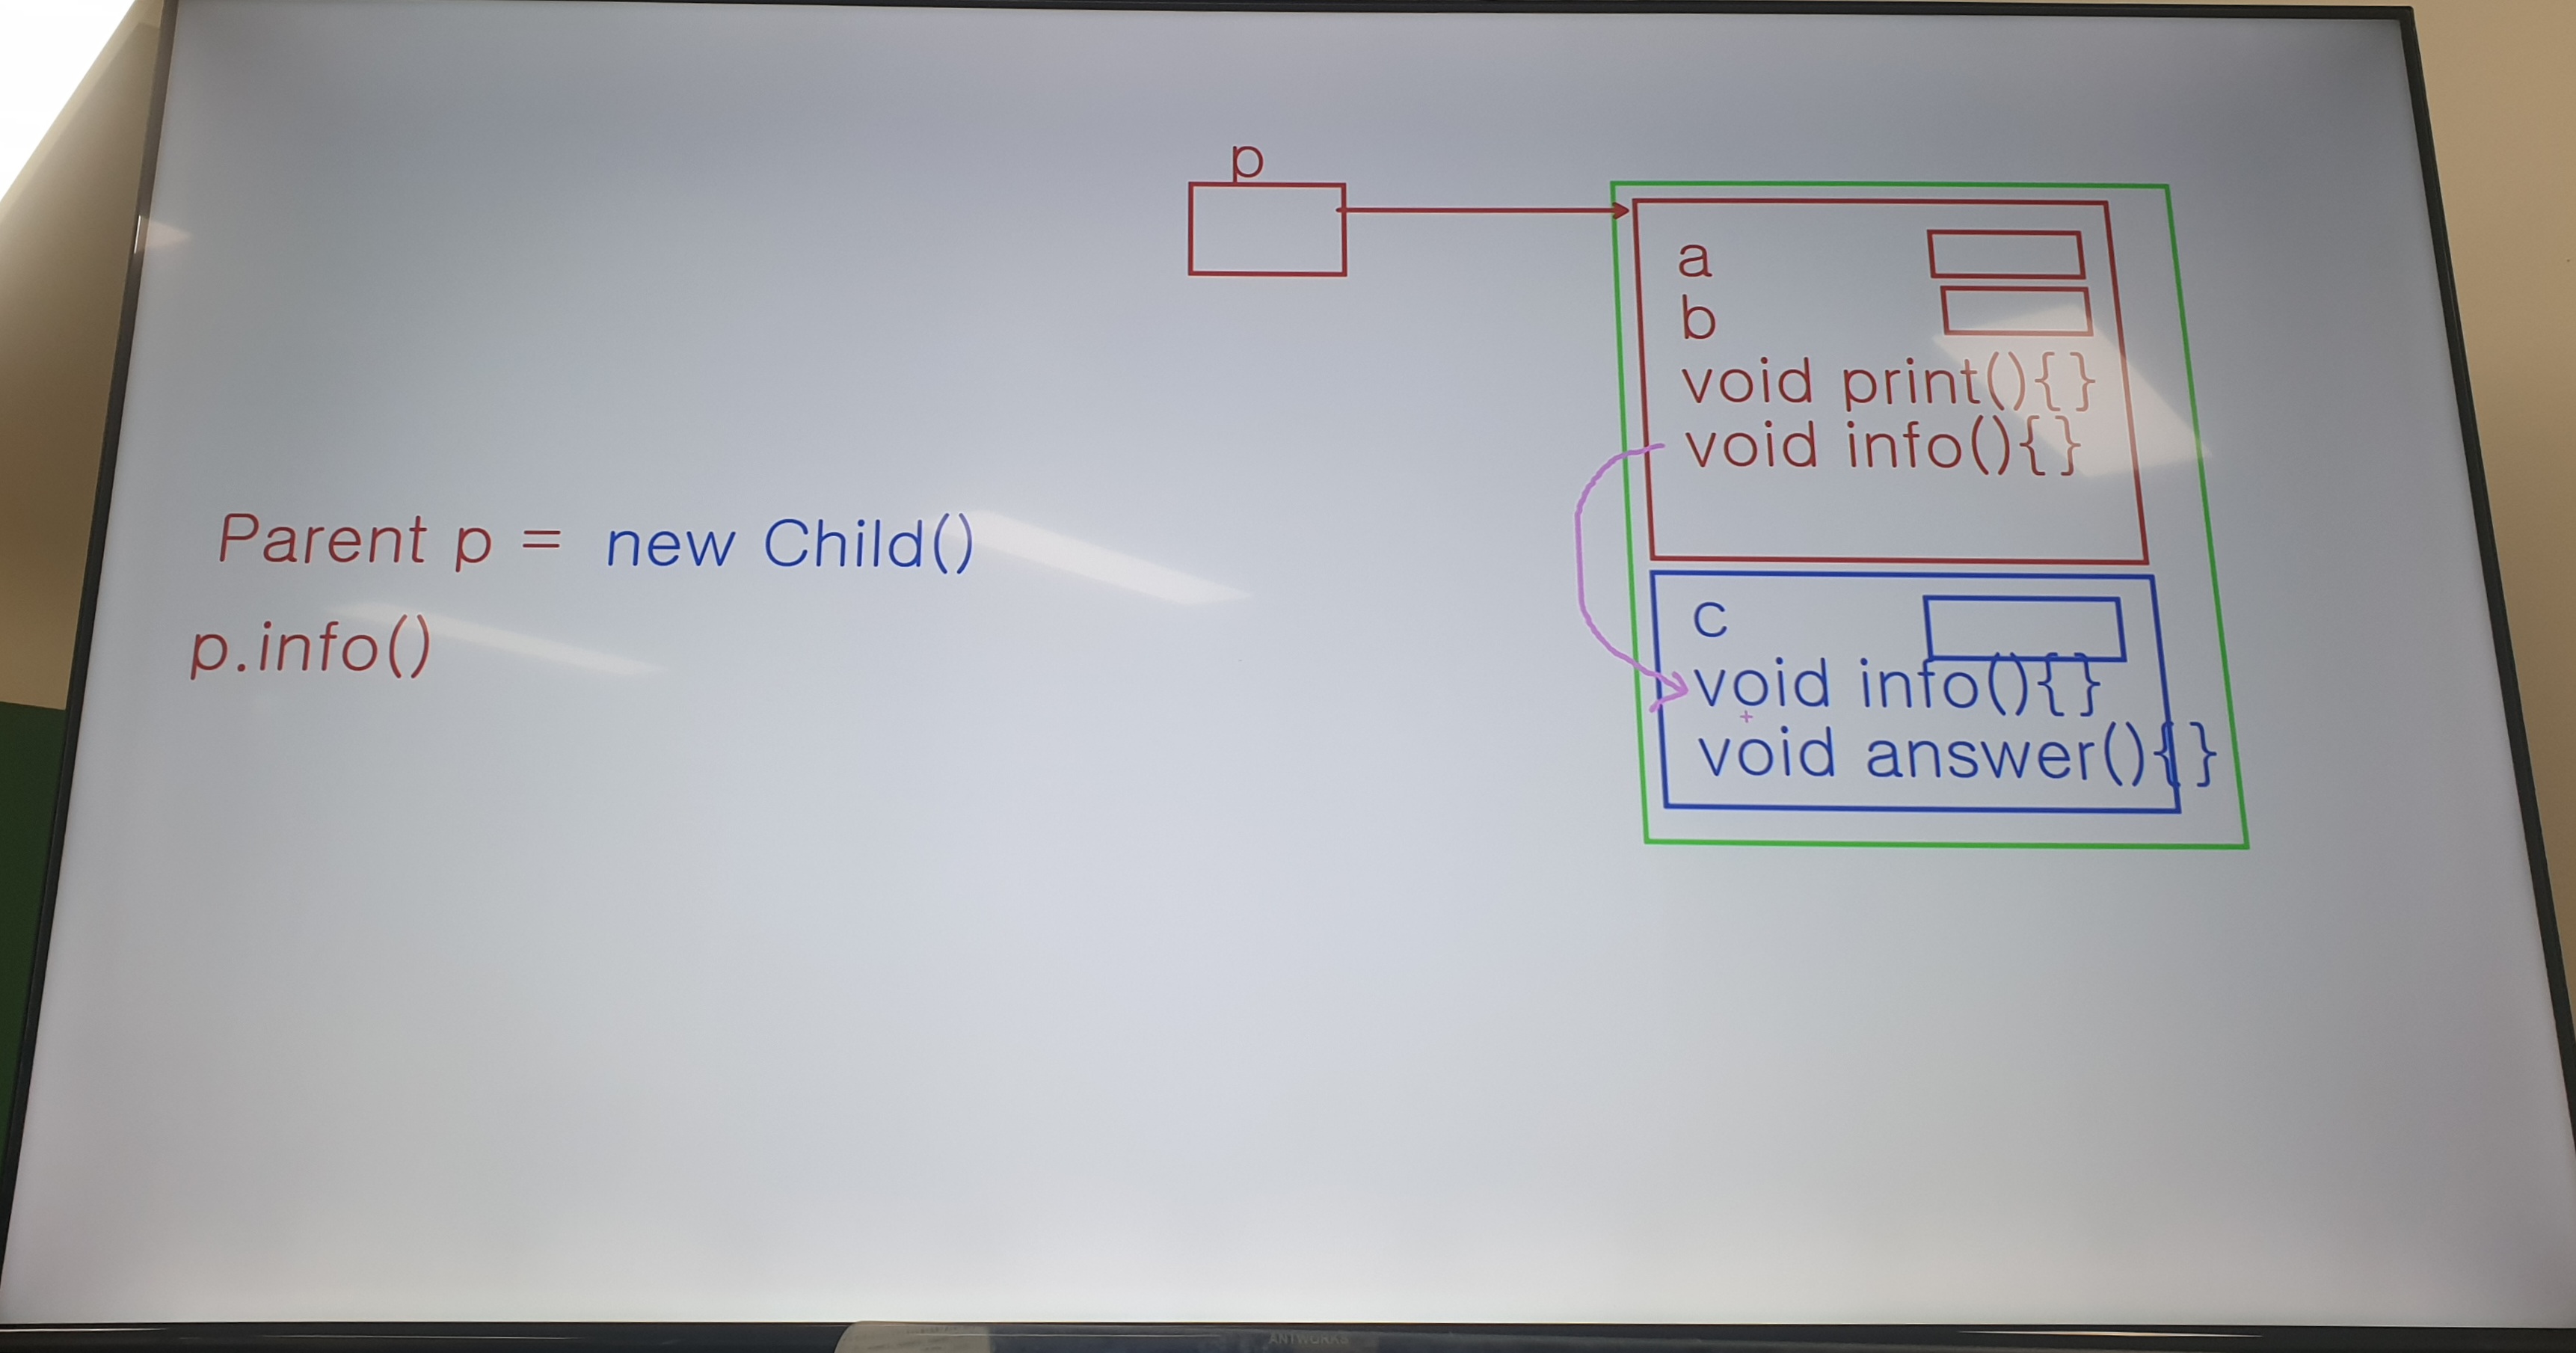 p
a
b
void print(){}
void info(){}
Parent p = new Child()
p.info()
c
void info(){}
void answer(){}
ANTWORKS